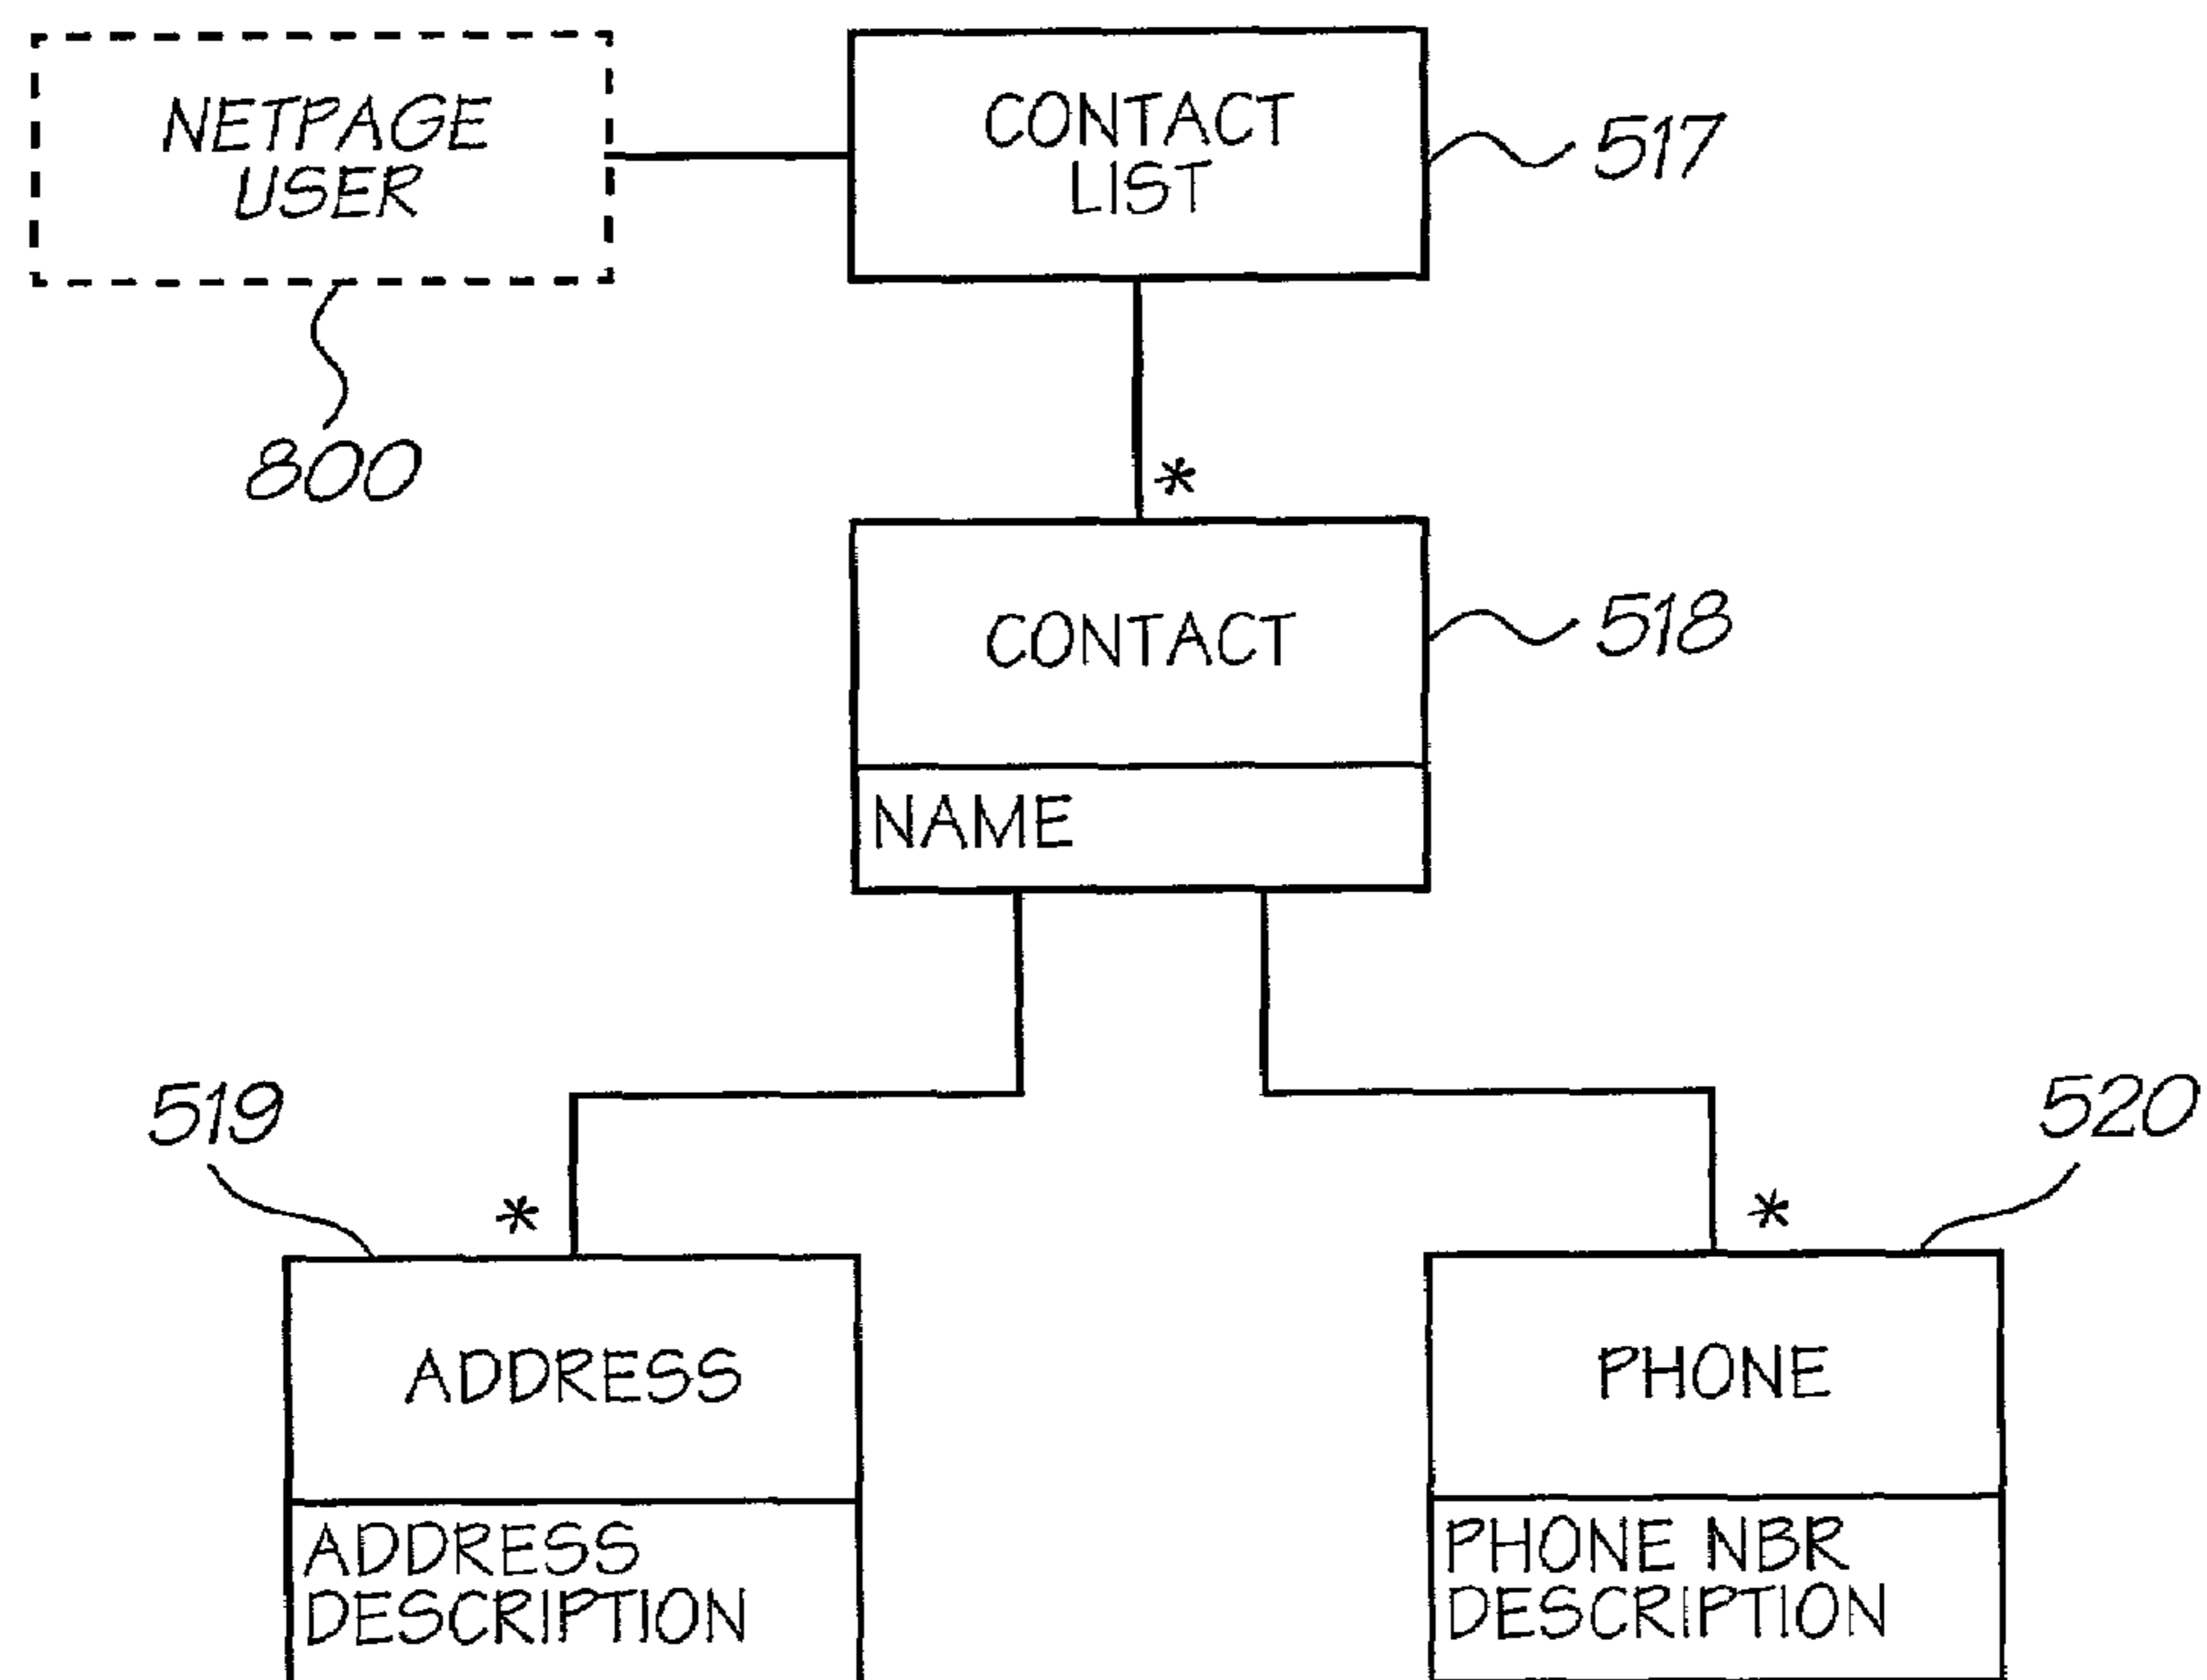 NETPAGE
USER
800
CONTACT
LIST
517
*
CONTACT
518
NAME
519
*
ADDRESS
ADDRESS
DESCRIPTION
520
*
PHONE
PHONE NBR
DESCRIPTION